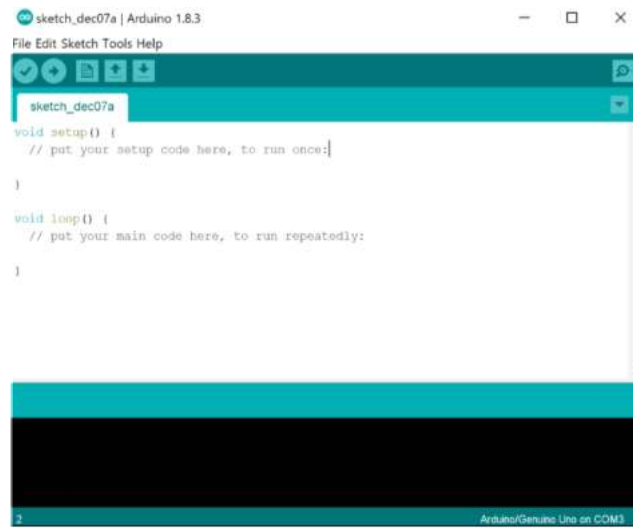 sketch_dec07a | Arduino 1.8.3
File Edit Sketch Tools Help
sketch_dec07a
void setup() {
// put your setup code here, to run once:
}
void loop() {
// put your main code here, to run repeatedly:
}
2
Arduino/Genuino Uno on COM3